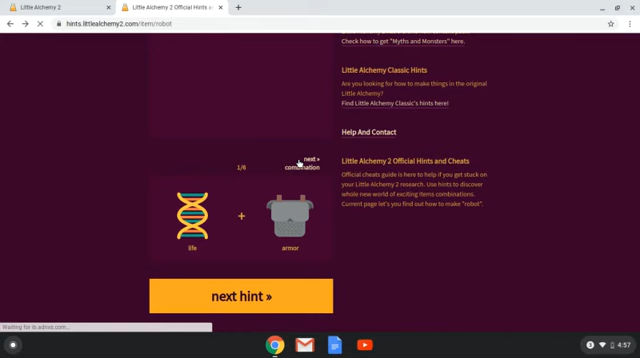 Little Alchemy 2
Little Alchemy 2 Official Hints a
hints.littlealchemy2.com/item/robot
Check how to get "Myths and Monsters" here.
Little Alchemy Classic Hints
Are you looking for how to make things in the original
Little Alchemy?
Find Little Alchemy Classic's hints here!
Help And Contact
next »
1/6
combination
Little Alchemy 2 Official Hints and Cheats
Official cheats guide is here to help if you get stuck on
your Little Alchemy 2 research. Use hints to discover
whole new world of exciting items combinations.
Current page let's you find out how to make "robot".
+
life
armor
next hint »
Waiting for ib.adnxs.com...
4:57